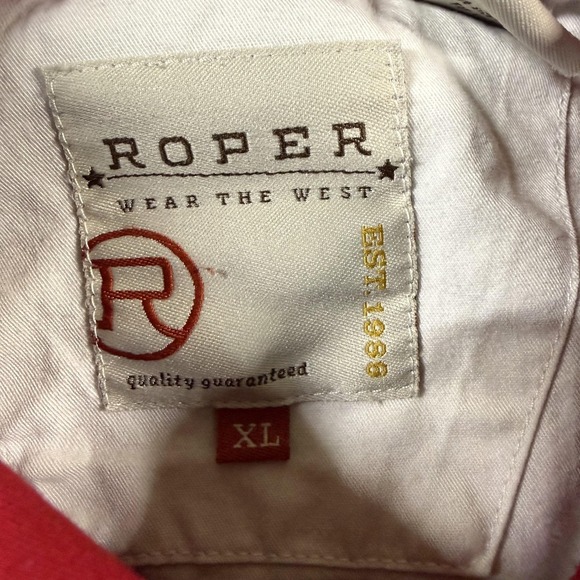 ROPER
WEAR THE WEST
EST. 1986
R
quality guaranteed
XL